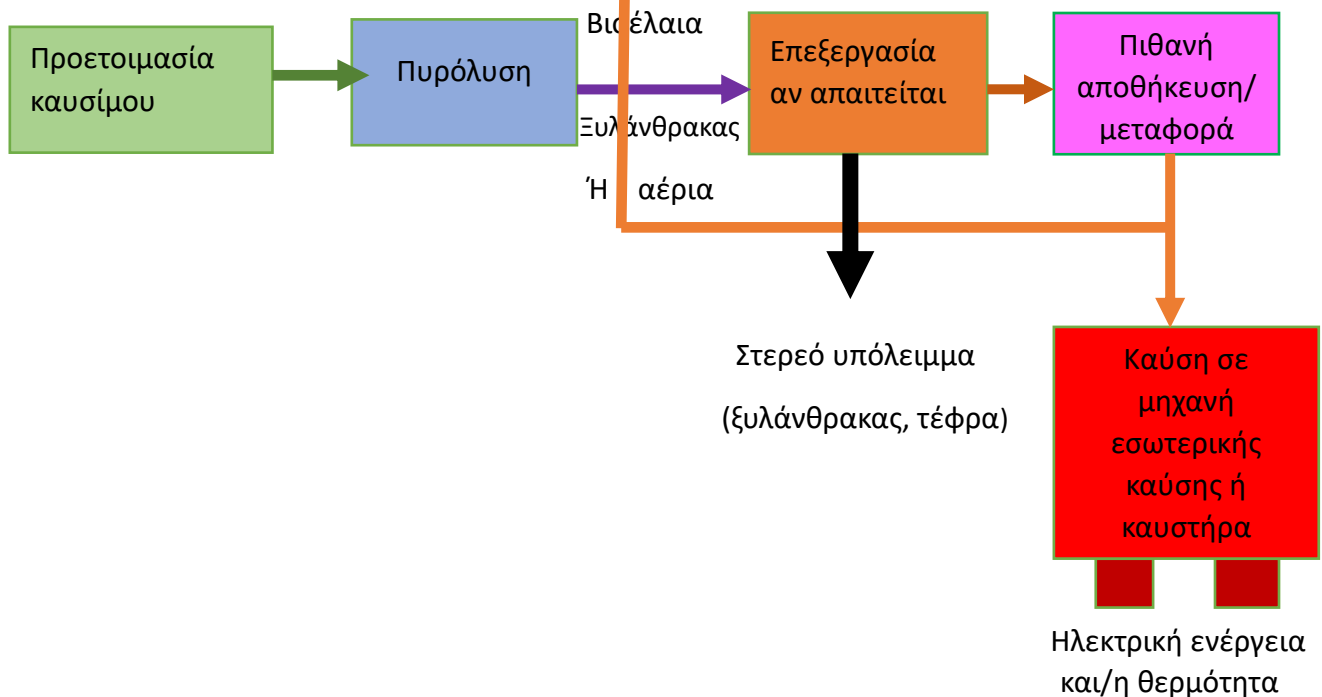 Προετοιμασία
καυσίμου
Πυρόλυση
Βιοέλαια
Ξυλάνθρακας
Ή αέρια
Επεξεργασία
αν απαιτείται
Πιθανή
αποθήκευση/
μεταφορά
Στερεό υπόλειμμα
(ξυλάνθρακας, τέφρα)
Καύση σε
μηχανή
εσωτερικής
καύσης ή
καυστήρα
Ηλεκτρική ενέργεια
και/η θερμότητα